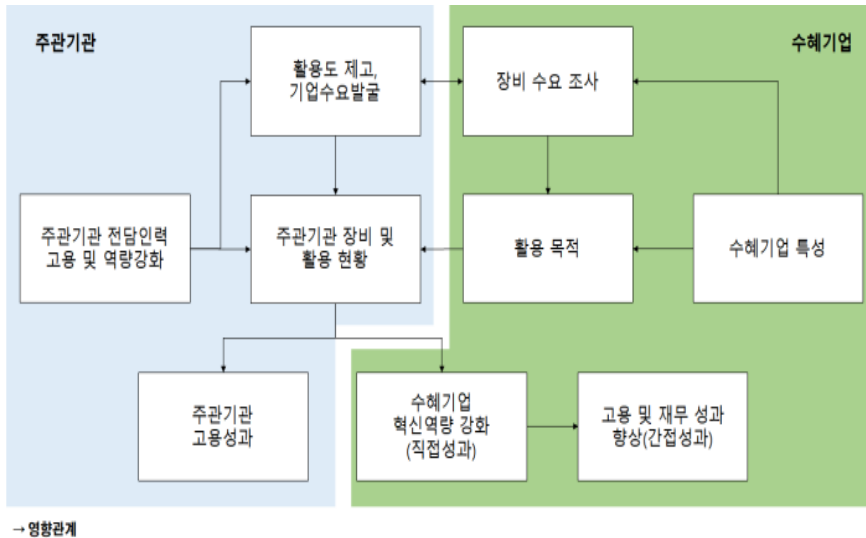 주관기관
수혜기업
활용도 제고,
기업수요발굴
장비 수요 조사
주관기관 전담인력
고용 및 역량강화
주관기관 장비 및
활용 현황
활용 목적
수혜기업 특성
주관기관
고용성과
수혜기업
혁신역량 강화
(직접성과)
고용 및 재무 성과
향상(간접성과)
→ 영향관계